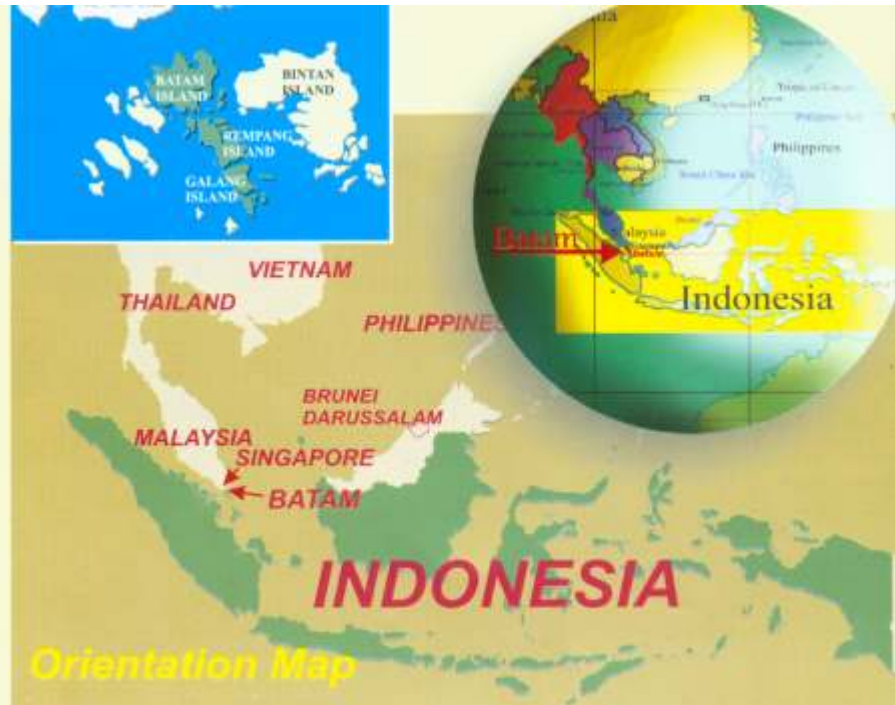 BATAM
ISLAND
BINTAN
ISLAND
REMPANG
ISLAND
GALANG
ISLAND
Philippines
Batam
Malaysia
Indonesia
VIETNAM
THAILAND
PHILIPPINES
BRUNEI
DARUSSALAM
MALAYSIA
SINGAPORE
BATAM
INDONESIA
Orientation Map